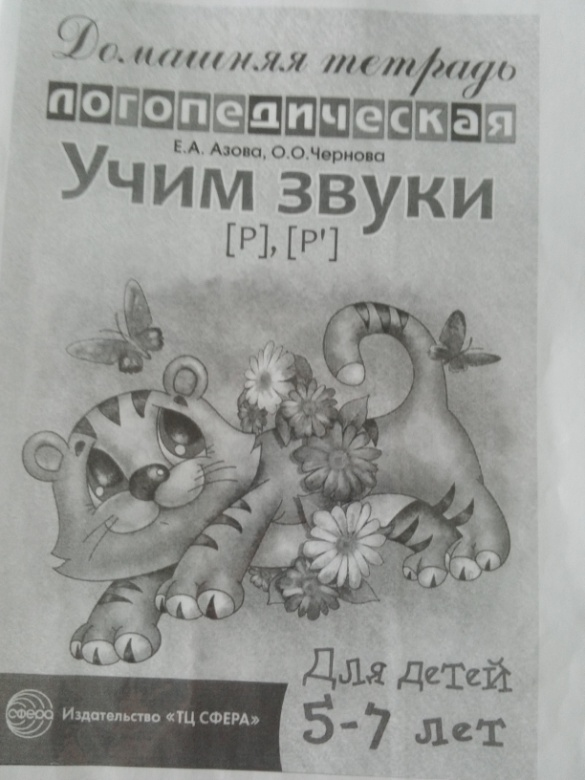 Домашняя тетрадь
логопедическая
Е.А. Азова, О.О.Чернова
Учим звуки
[Р], [Р']
Для детей
5-7 лет
сфера
Издательство «ТЦ СФЕРА»